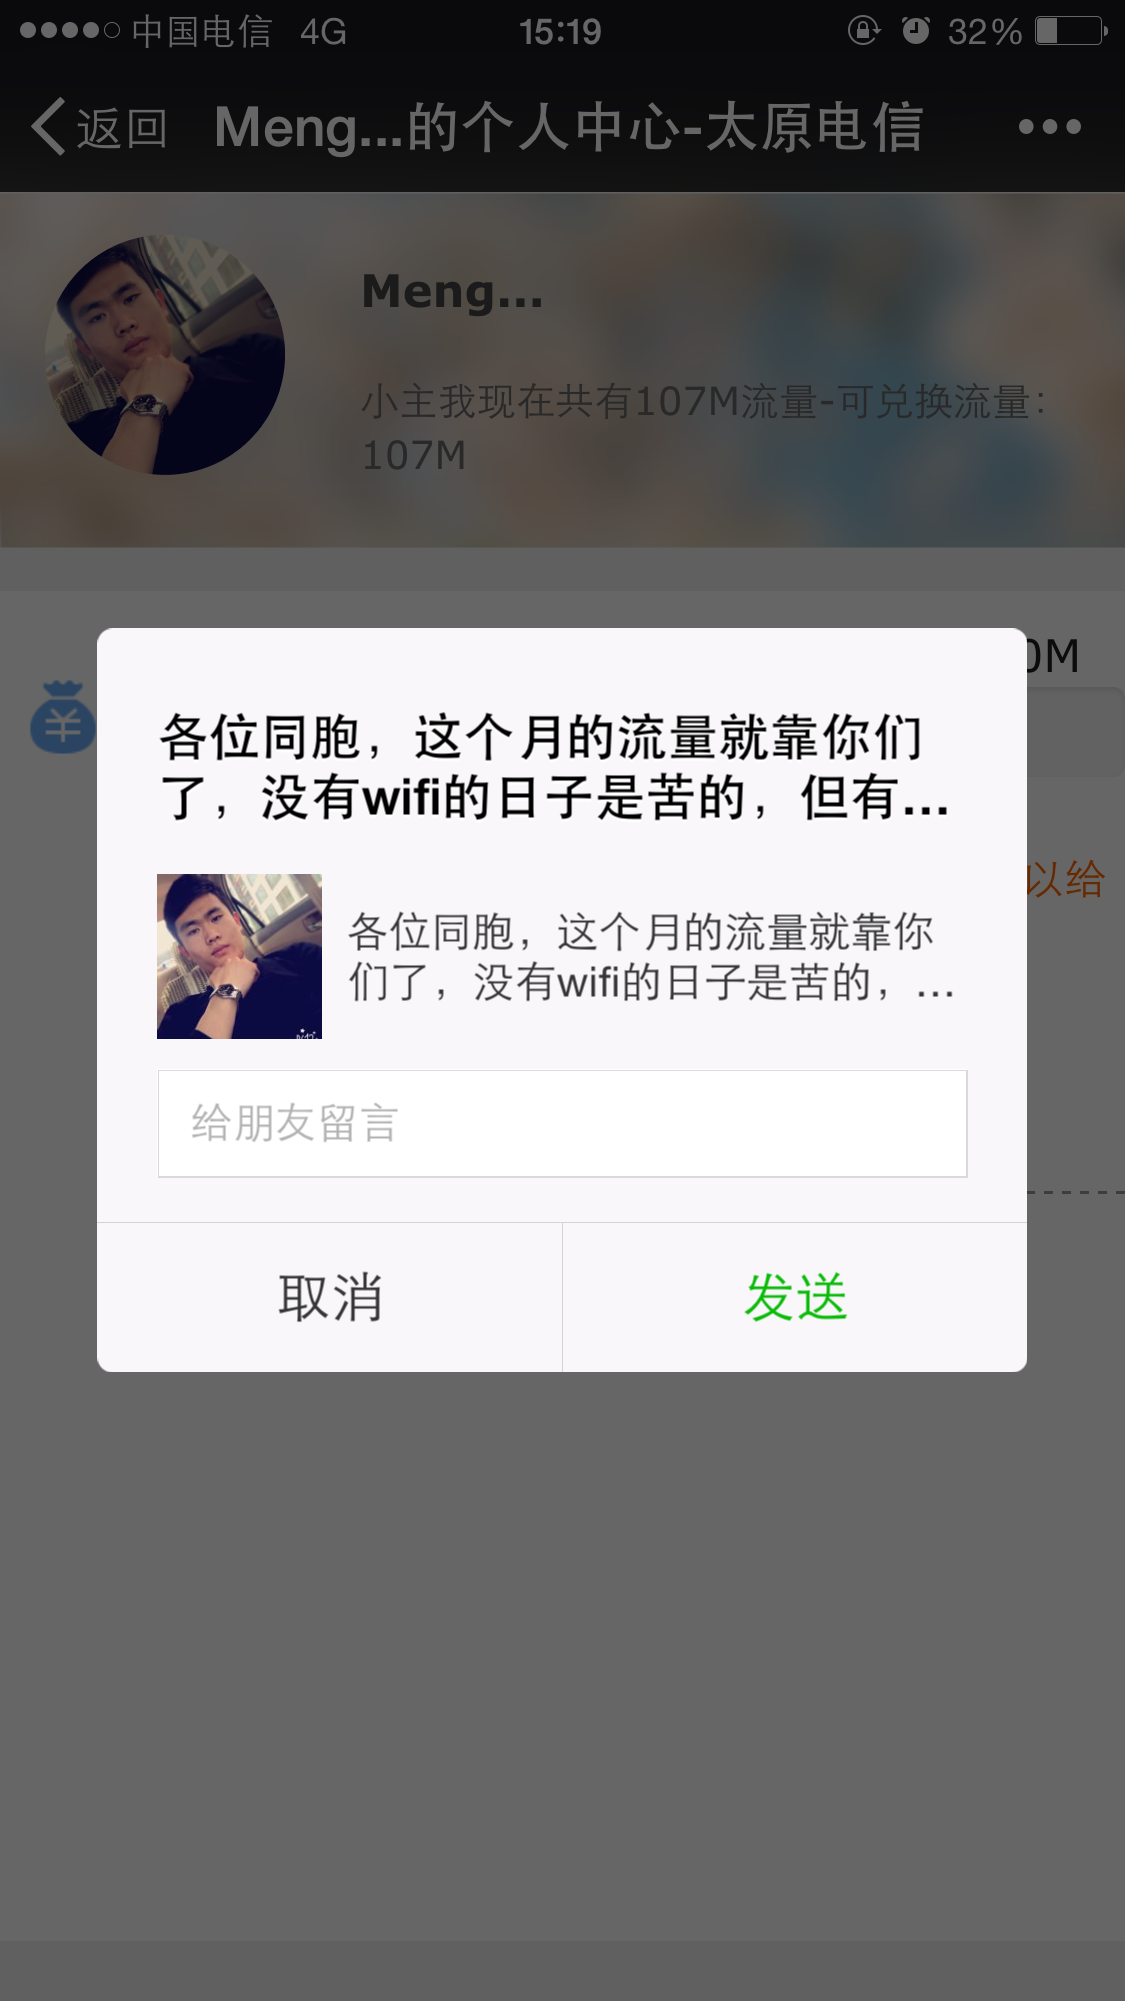 中国电信 4G 15:19 32%
返回 Meng...的个人中心-太原电信
Meng...
小主我现在共有107M流量-可兑换流量：
107M
0M
各位同胞，这个月的流量就靠你们
了，没有wifi的日子是苦的，但有...
以给
各位同胞，这个月的流量就靠你
们了，没有wifi的日子是苦的，...
给朋友留言
取消 发送